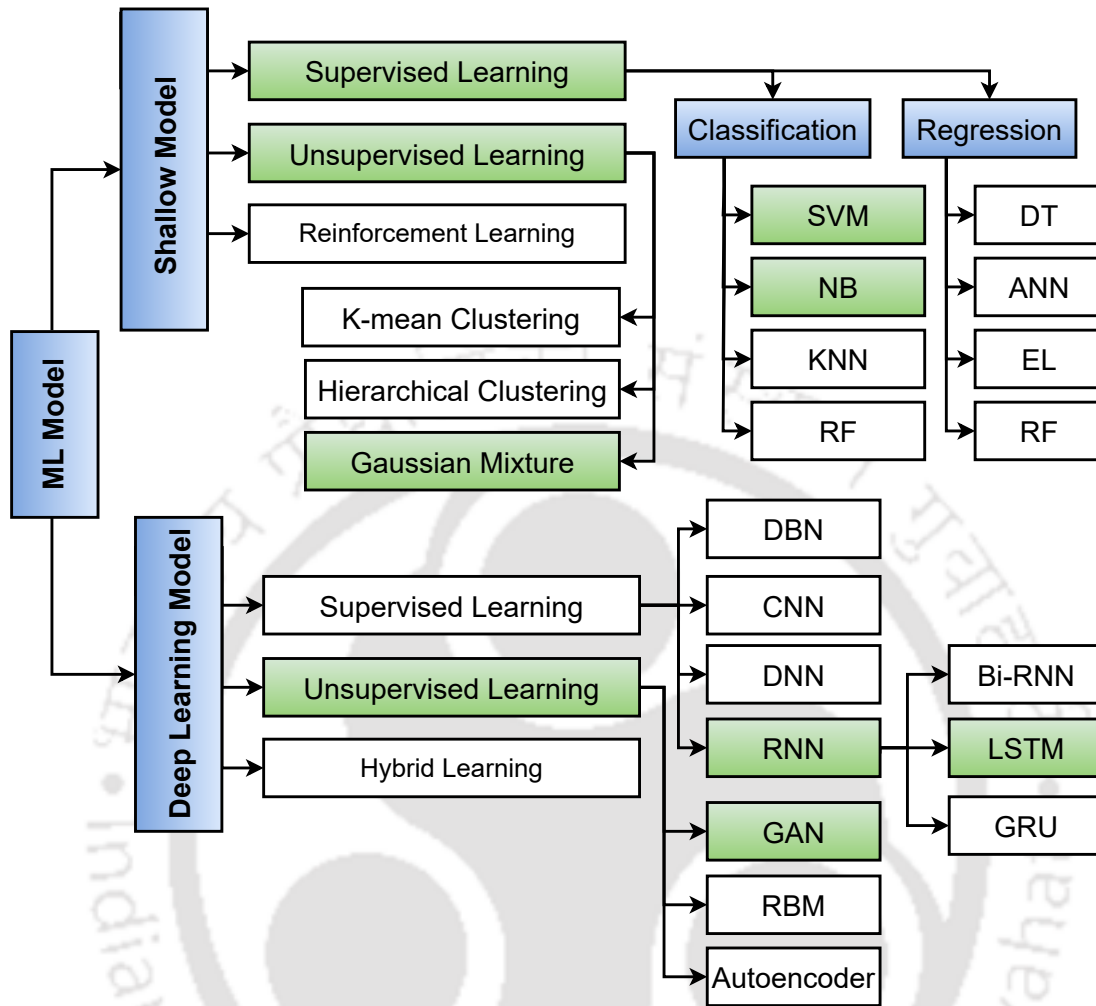 ML Model
Shallow Model
Supervised Learning
Unsupervised Learning
Reinforcement Learning
Classification
Regression
SVM
NB
KNN
RF
DT
ANN
EL
RF
K-mean Clustering
Hierarchical Clustering
Gaussian Mixture
Deep Learning Model
Supervised Learning
Unsupervised Learning
Hybrid Learning
DBN
CNN
DNN
RNN
GAN
RBM
Autoencoder
Bi-RNN
LSTM
GRU